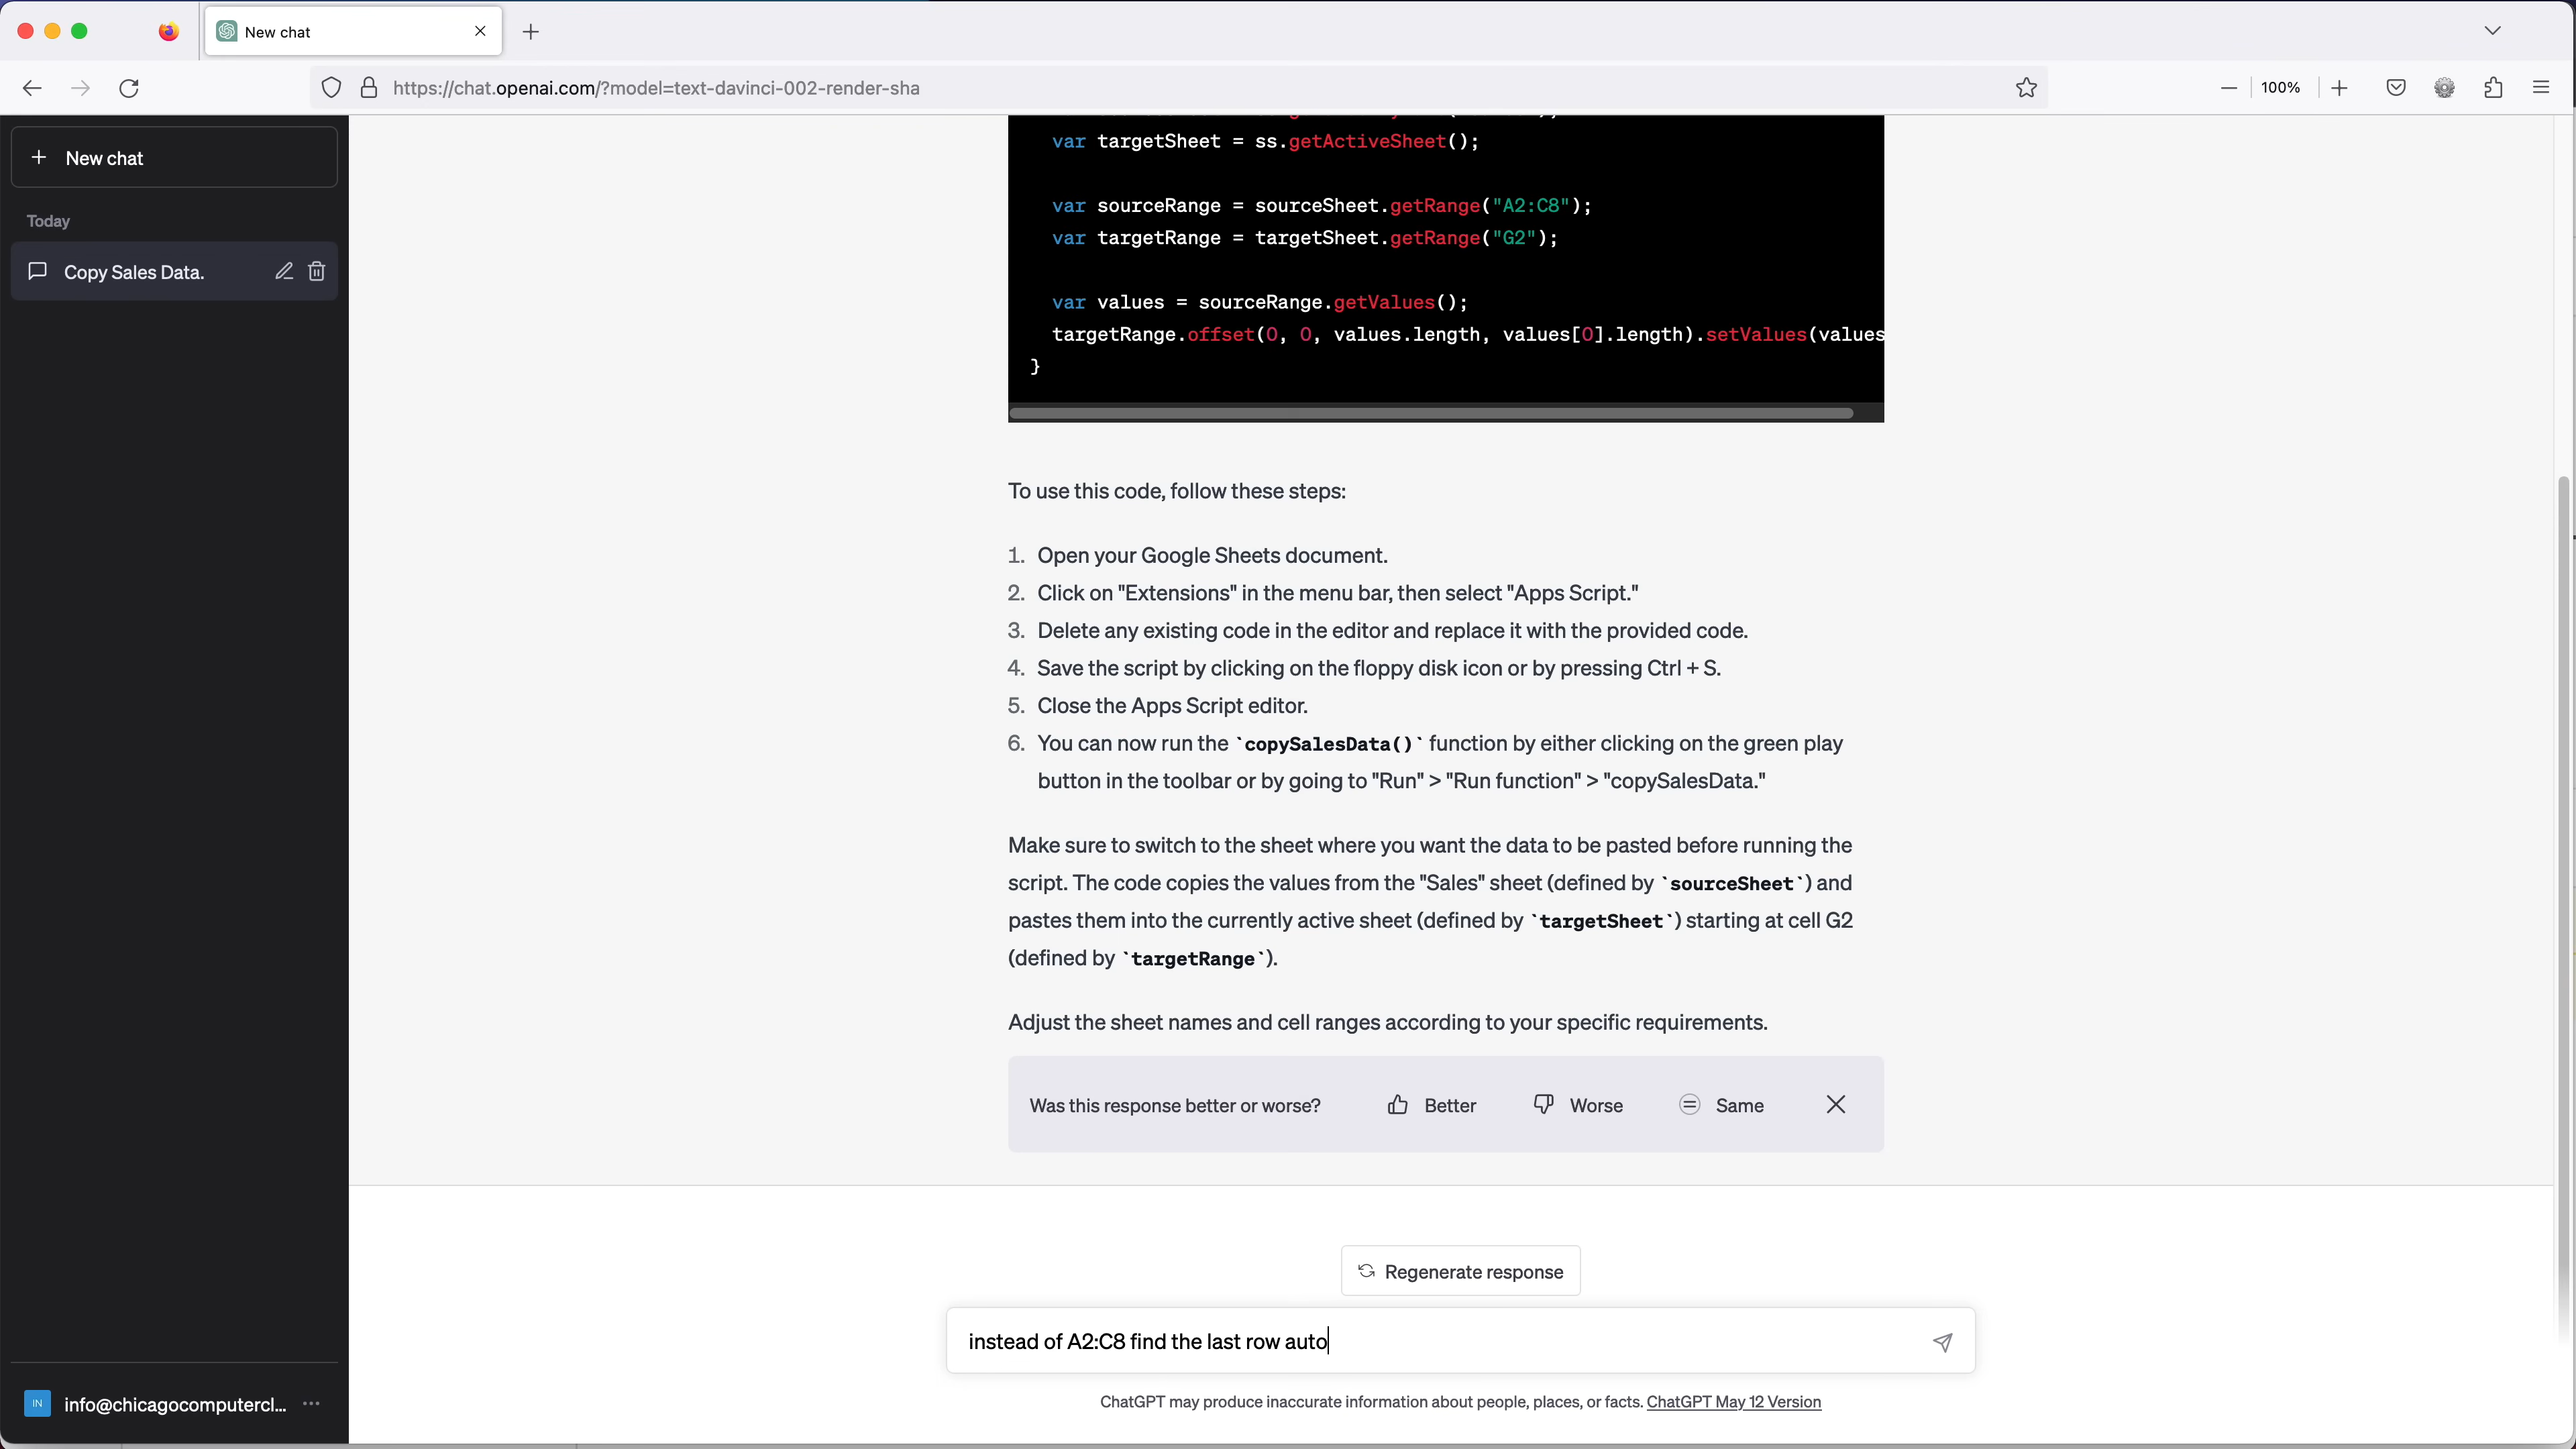 New chat
https://chat.openai.com/?model=text-davinci-002-render-sha
100%
New chat
Today
Copy Sales Data.
var targetSheet = ss.getActiveSheet();
var sourceRange = sourceSheet.getRange("A2:C8");
var targetRange = targetSheet.getRange("G2");
var values = sourceRange.getValues();
targetRange.offset(0, 0, values.length, values[0].length).setValues(values
}
To use this code, follow these steps:
1. Open your Google Sheets document.
2. Click on "Extensions" in the menu bar, then select "Apps Script."
3. Delete any existing code in the editor and replace it with the provided code.
4. Save the script by clicking on the floppy disk icon or by pressing Ctrl + S.
5. Close the Apps Script editor.
6. You can now run the `copySalesData()` function by either clicking on the green play
button in the toolbar or by going to "Run" > "Run function" > "copySalesData."
Make sure to switch to the sheet where you want the data to be pasted before running the
script. The code copies the values from the "Sales" sheet (defined by `sourceSheet`) and
pastes them into the currently active sheet (defined by `targetSheet`) starting at cell G2
(defined by `targetRange`).
Adjust the sheet names and cell ranges according to your specific requirements.
Was this response better or worse? Better Worse Same
Regenerate response
instead of A2:C8 find the last row auto
IN info@chicagocomputercl...
ChatGPT may produce inaccurate information about people, places, or facts. ChatGPT May 12 Version